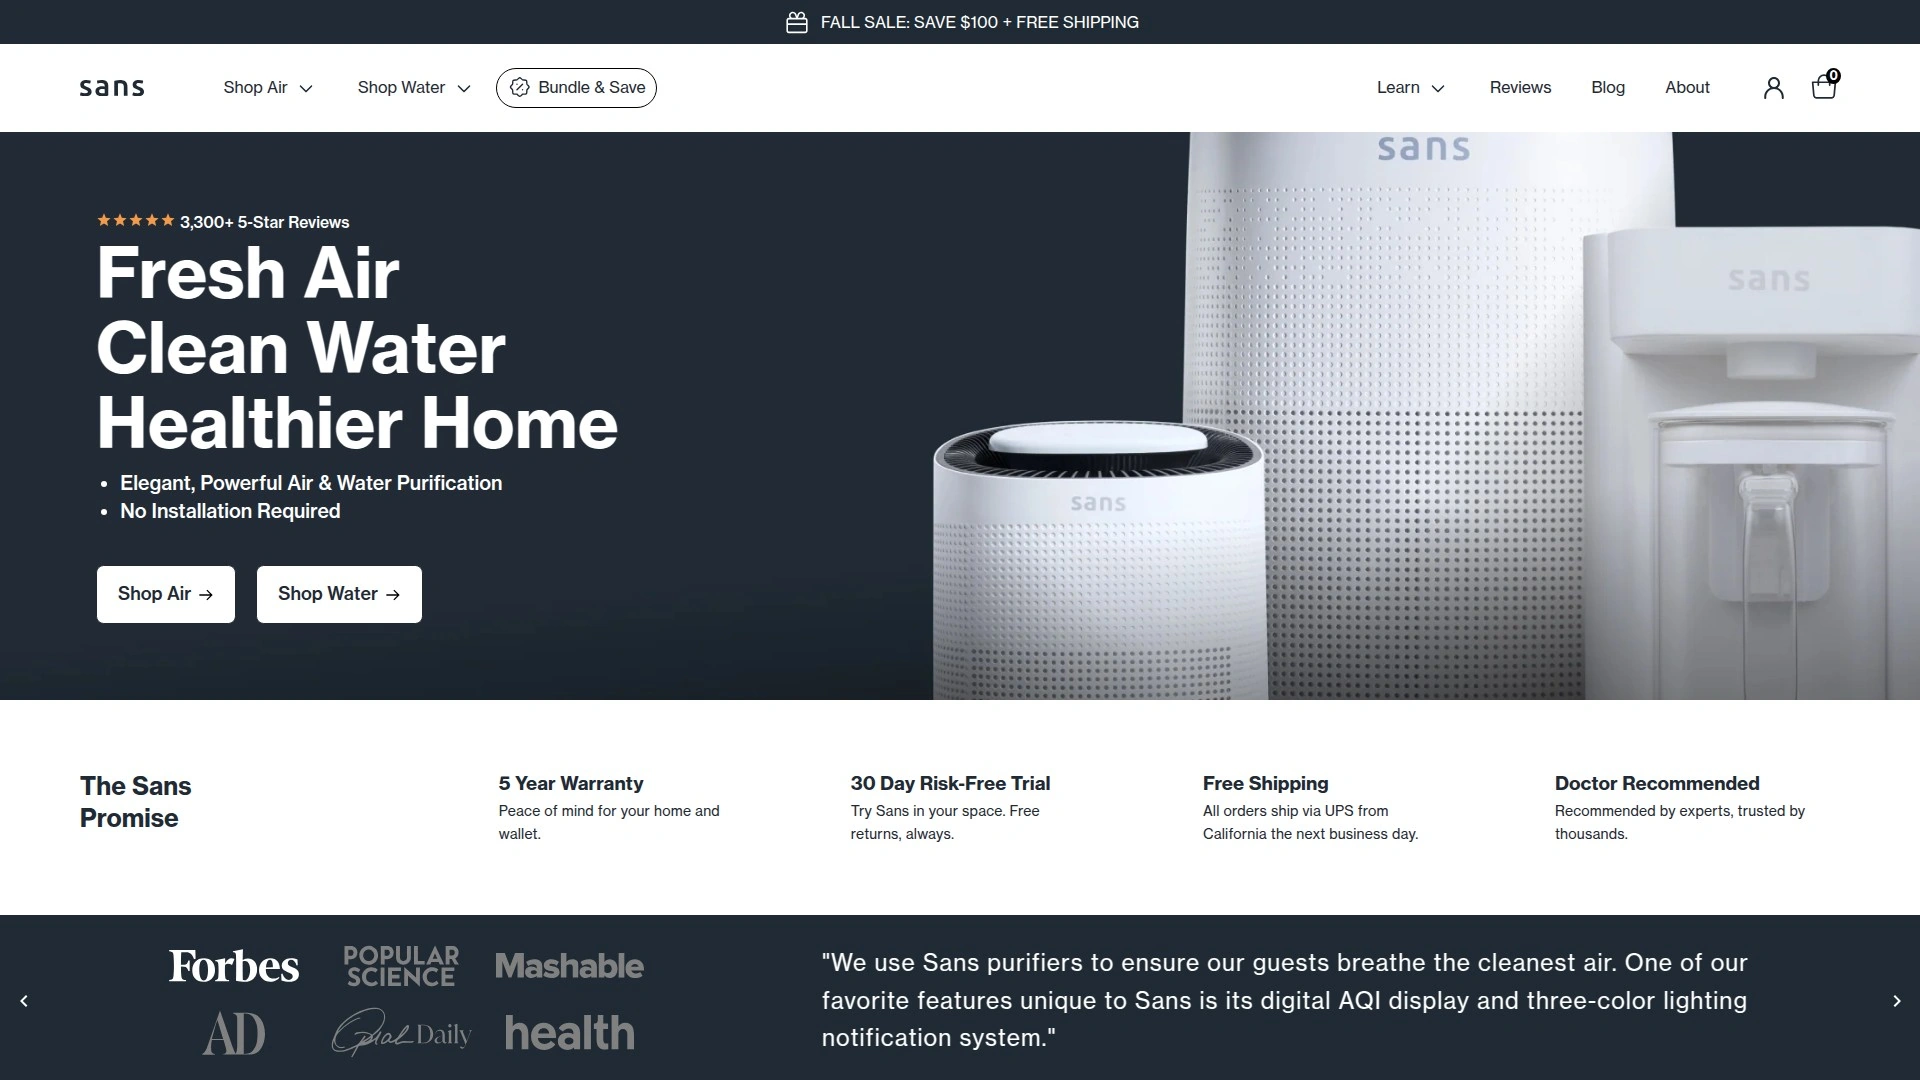 FALL SALE: SAVE $100 + FREE SHIPPING
sans
Shop Air
Shop Water
Bundle & Save
Learn
Reviews
Blog
About
0
3,300+ 5-Star Reviews
Fresh Air
Clean Water
Healthier Home
• Elegant, Powerful Air & Water Purification
• No Installation Required
Shop Air →
Shop Water →
sans
sans
sans
The Sans
Promise
5 Year Warranty
Peace of mind for your home and
wallet.
30 Day Risk-Free Trial
Try Sans in your space. Free
returns, always.
Free Shipping
All orders ship via UPS from
California the next business day.
Doctor Recommended
Recommended by experts, trusted by
thousands.
Forbes
POPULAR
SCIENCE
Mashable
AD
Oprah Daily
health
"We use Sans purifiers to ensure our guests breathe the cleanest air. One of our
favorite features unique to Sans is its digital AQI display and three-color lighting
notification system."